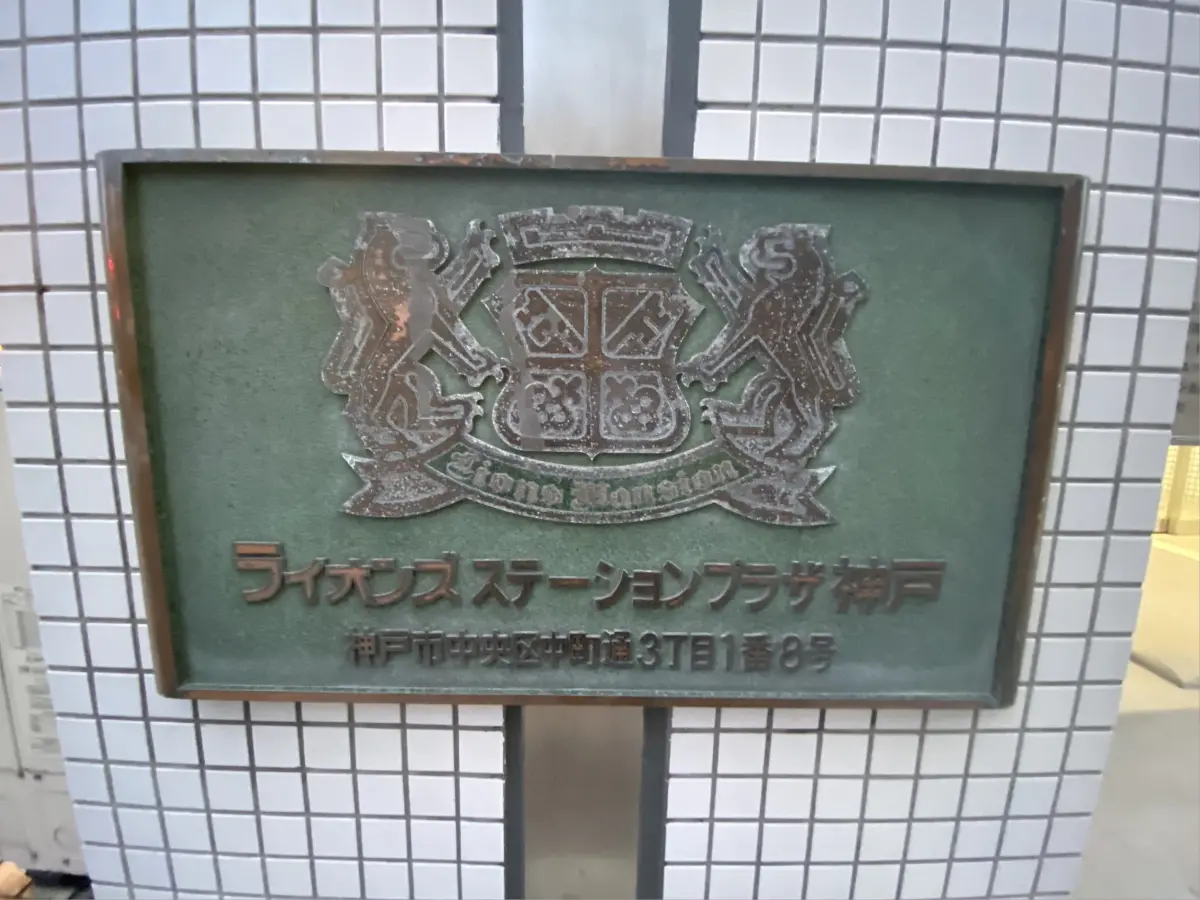 Lions Mansion
ライオンズステーションプラザ神戸
神戸市中央区中町通3丁目1番8号